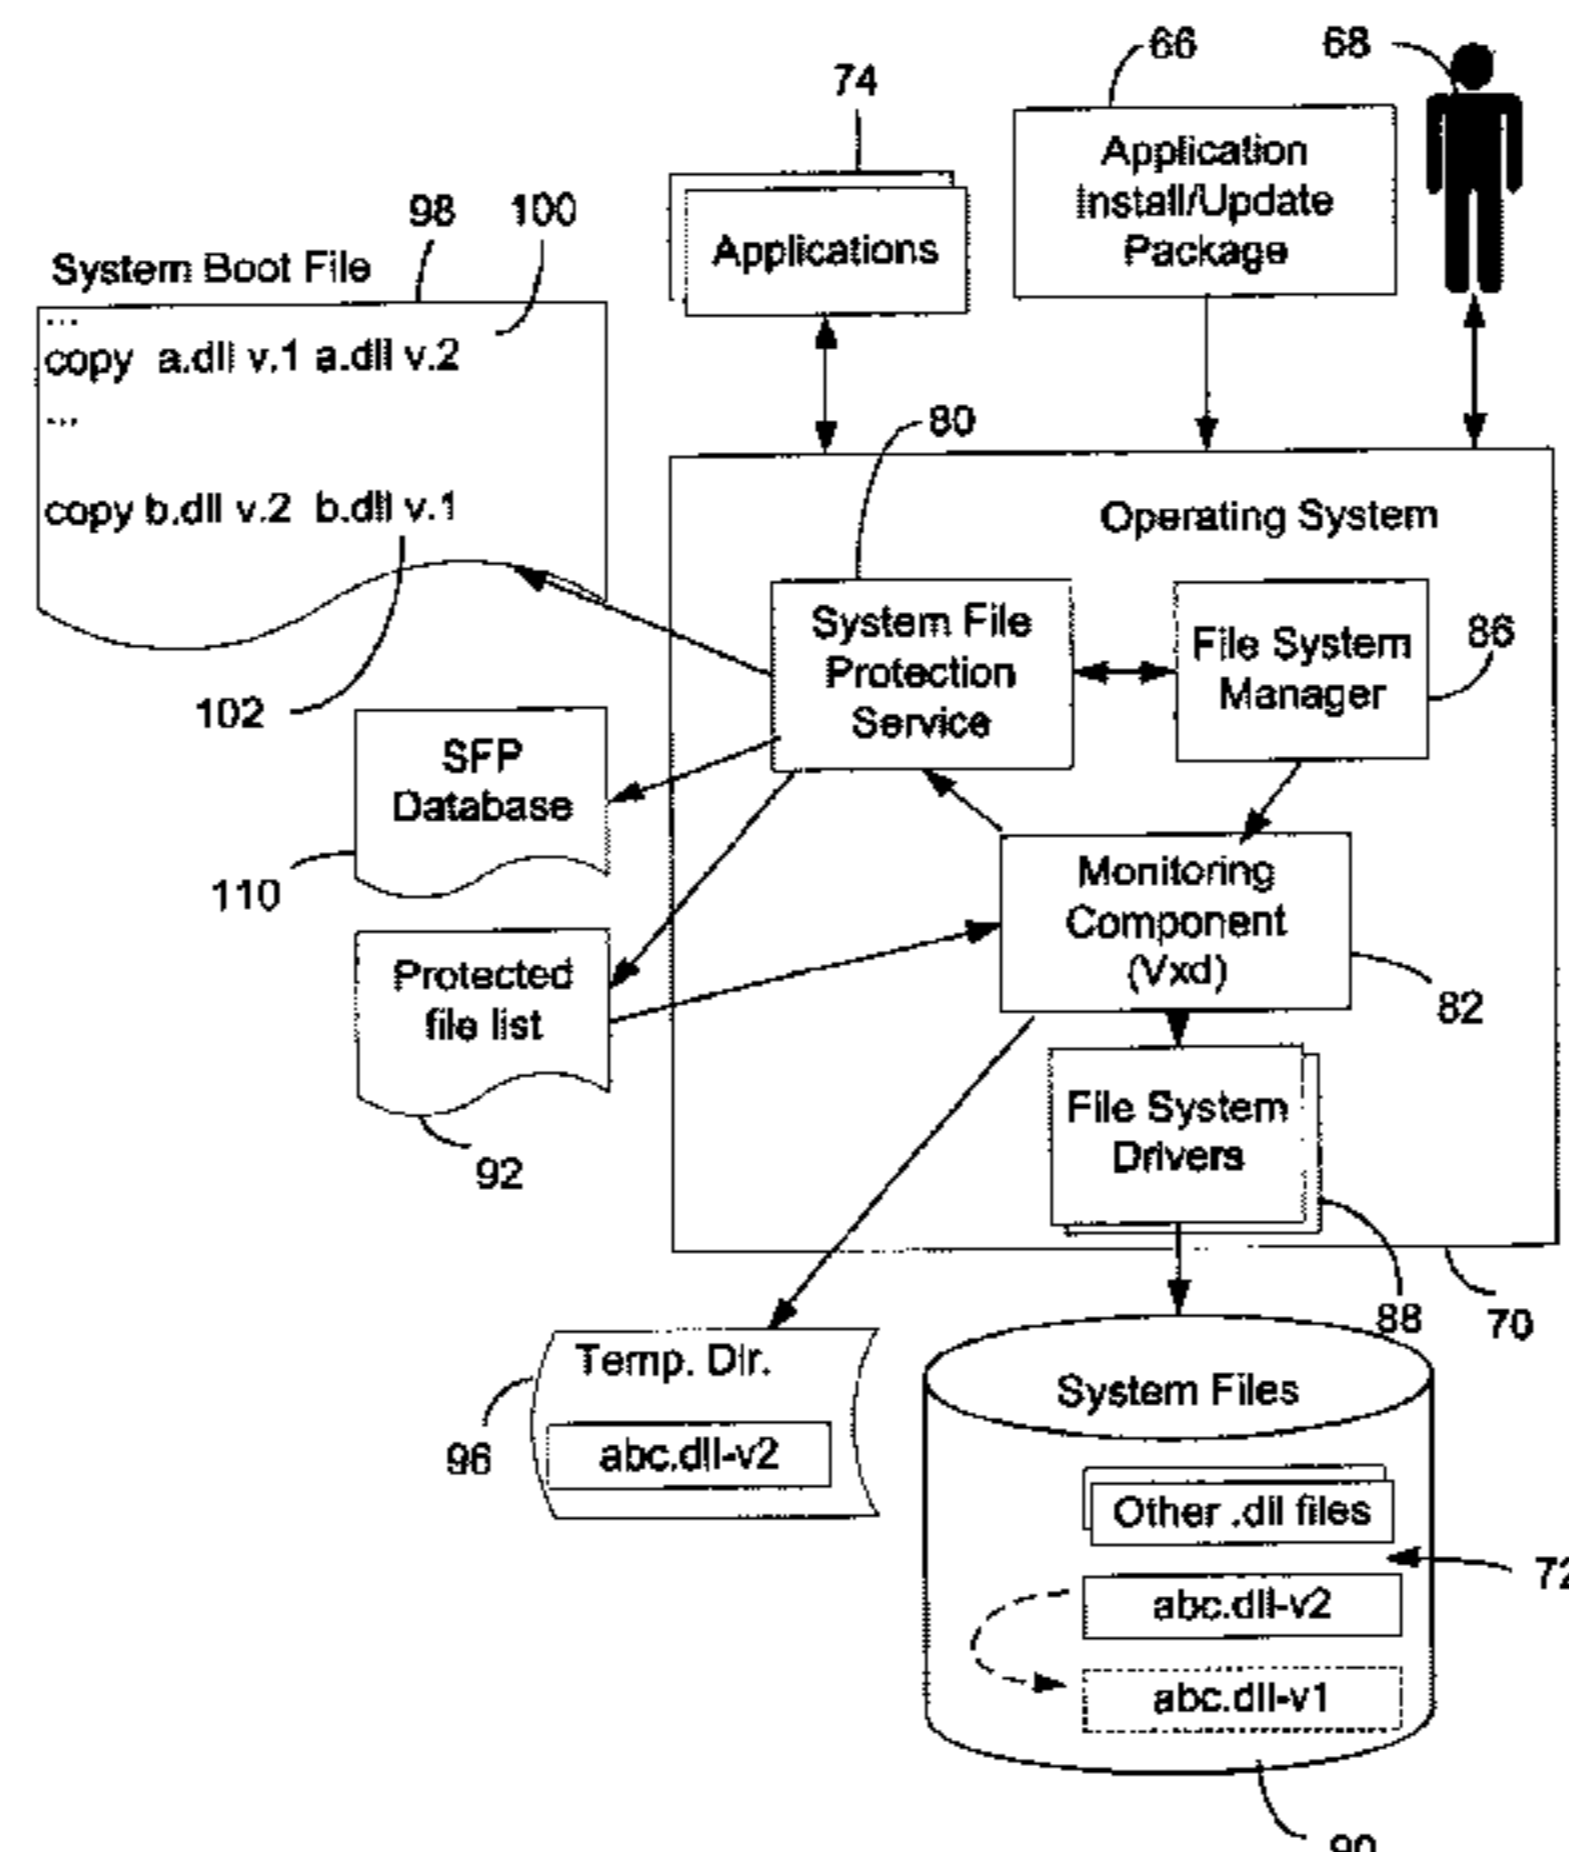 66
68
74
Application
Install/Update
Package
Applications
98
100
System Boot File
...
copy a.dll v.1 a.dll v.2
...
copy b.dll v.2 b.dll v.1
80
Operating System
System File
Protection
Service
File System
Manager
86
102
SFP
Database
110
Monitoring
Component
(Vxd)
82
Protected
file list
92
File System
Drivers
88
70
Temp. Dir.
96
abc.dll-v2
System Files
Other .dll files
72
abc.dll-v2
abc.dll-v1
90